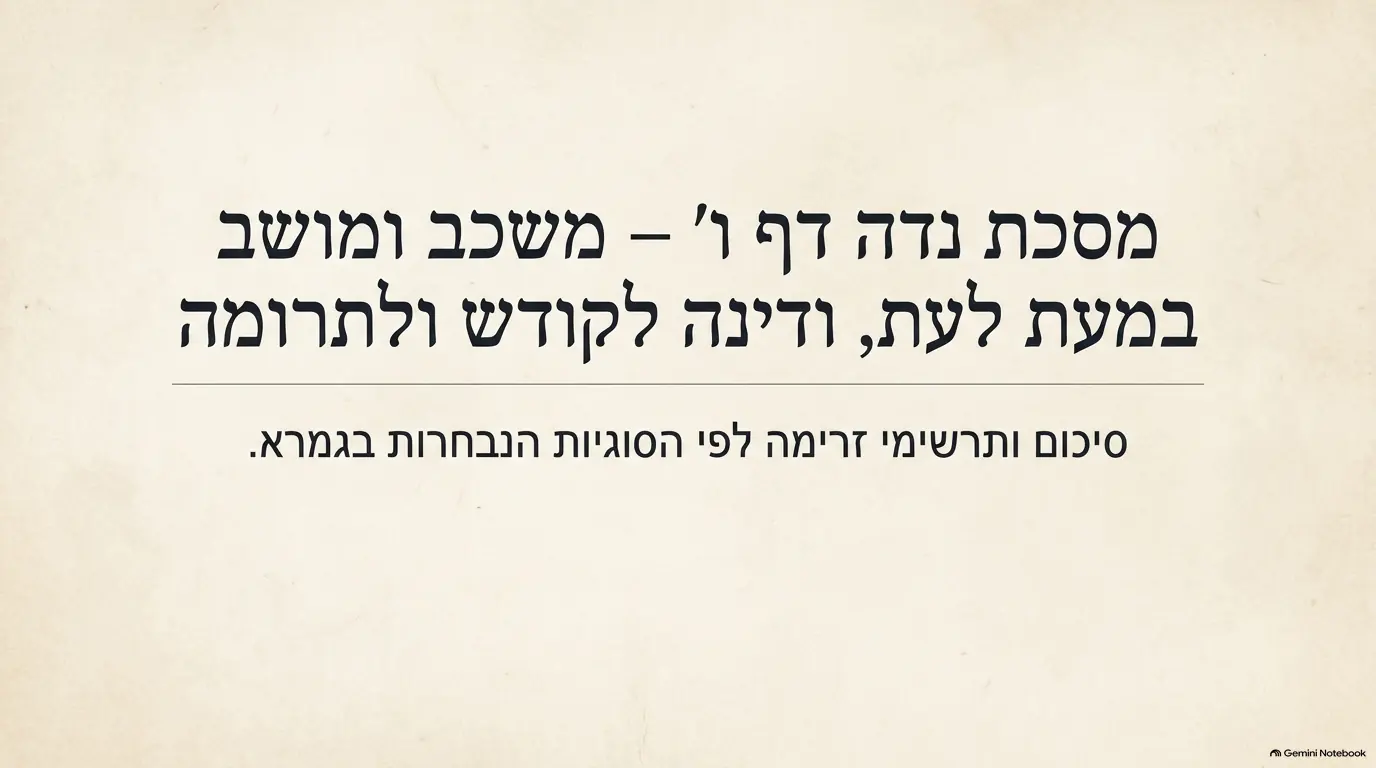 מסכת נדה דף ו' – משכב ומושב
במעת לעת, ודינה לקודש ולתרומה
סיכום ותרשימי זרימה לפי הסוגיות הנבחרות בגמרא.
Gemini Notebook